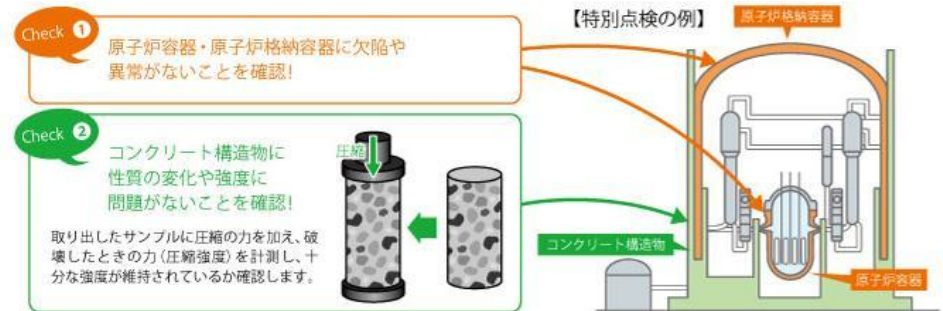 Check 1
原子炉容器・原子炉格納容器に欠陥や
異常がないことを確認!
Check 2
コンクリート構造物に
性質の変化や強度に
問題がないことを確認!
取り出したサンプルに圧縮の力を加え、破
壊したときの力(圧縮強度)を計測し、十
分な強度が維持されているか確認します。
圧縮
【特別点検の例】
原子炉格納容器
コンクリート構造物
原子炉容器